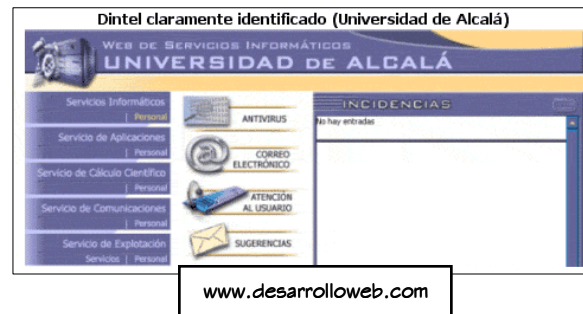 Dintel claramente identificado (Universidad de Alcalá)
WEB DE SERVICIOS INFORMÁTICOS
UNIVERSIDAD DE ALCALÁ
Servicios Informáticos
| Personal
Servicio de Aplicaciones
| Personal
Servicio de Cálculo Científico
| Personal
Servicio de Comunicaciones
| Personal
Servicio de Explotación
Servicios | Personal
ANTIVIRUS
CORREO
ELECTRÓNICO
ATENCIÓN
AL USUARIO
SUGERENCIAS
INCIDENCIAS
No hay entradas
www.desarrolloweb.com